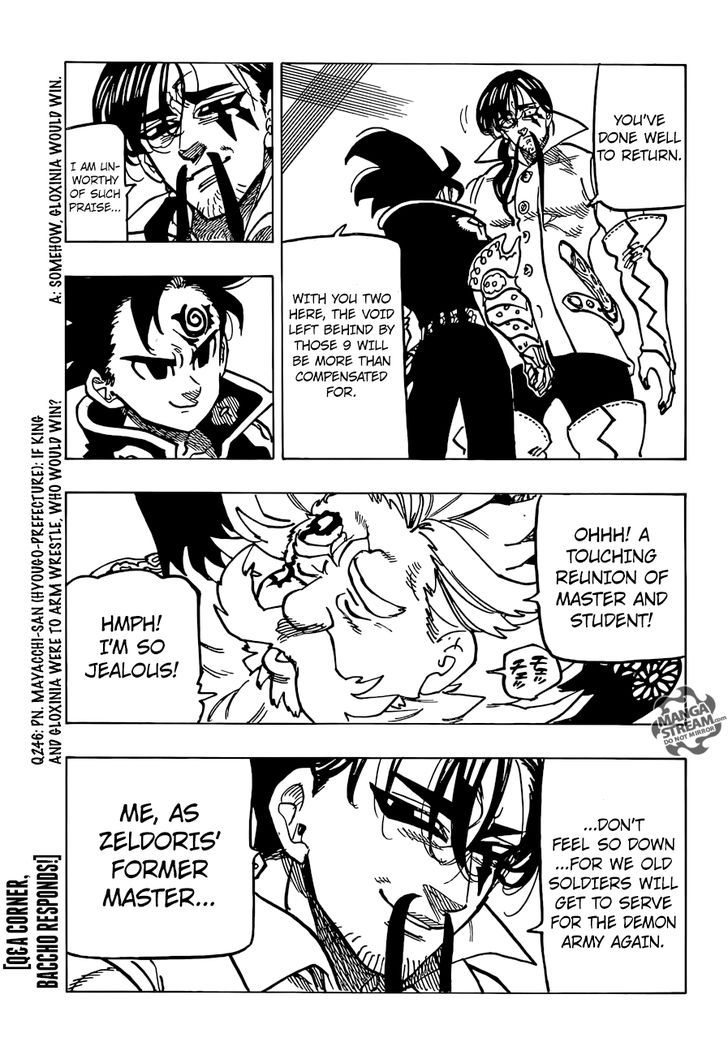 YOU'VE
DONE WELL
TO RETURN.
WITH YOU TWO
HERE, THE VOID
LEFT BEHIND BY
THOSE 9 WILL
BE MORE THAN
COMPENSATED
FOR.
I AM UN-
WORTHY
OF SUCH
PRAISE...
OHHH! A
TOUCHING
REUNION OF
MASTER AND
STUDENT!
HMPH!
I'M SO
JEALOUS!
MANGA
STREAM.COM
DO NOT MIRROR
...DON'T
FEEL SO DOWN
...FOR WE OLD
SOLDIERS WILL
GET TO SERVE
FOR THE DEMON
ARMY AGAIN.
ME, AS
ZELDORIS'
FORMER
MASTER...
[Q&A CORNER,
BACCHO RESPONDS!]
Q246: PN. MAYACCHI-SAN (HYOUGO-PREFECTURE): IF KING
AND GLOXINIA WERE TO ARM WRESTLE, WHO WOULD WIN?
A: SOMEHOW, GLOXINIA WOULD WIN.